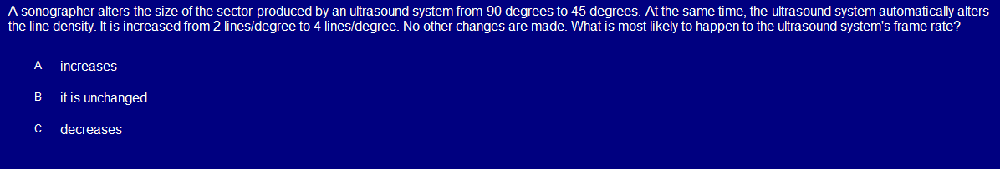 A sonographer alters the size of the sector produced by an ultrasound system from 90 degrees to 45 degrees. At the same time, the ultrasound system automatically alters
the line density. It is increased from 2 lines/degree to 4 lines/degree. No other changes are made. What is most likely to happen to the ultrasound system's frame rate?
A increases
B it is unchanged
C decreases